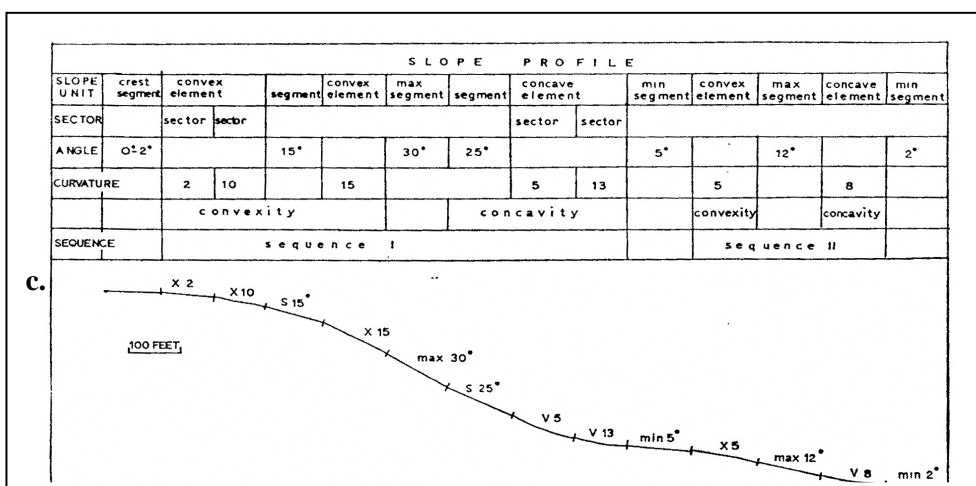 SLOPE PROFILE
SLOPE UNIT crest segment convex element segment convex element max segment segment concave element min segment convex element max segment concave element min segment
SECTOR sector sector sector sector
ANGLE 0°-2° 15° 30° 25° 5° 12° 2°
CURVATURE 2 10 15 5 13 5 8
convexity concavity convexity concavity
SEQUENCE sequence I sequence II
c.
X 2
X 10
S 15°
X 15
100 FEET
max 30°
S 25°
V 5
V 13
min 5°
X 5
max 12°
V 8
min 2°